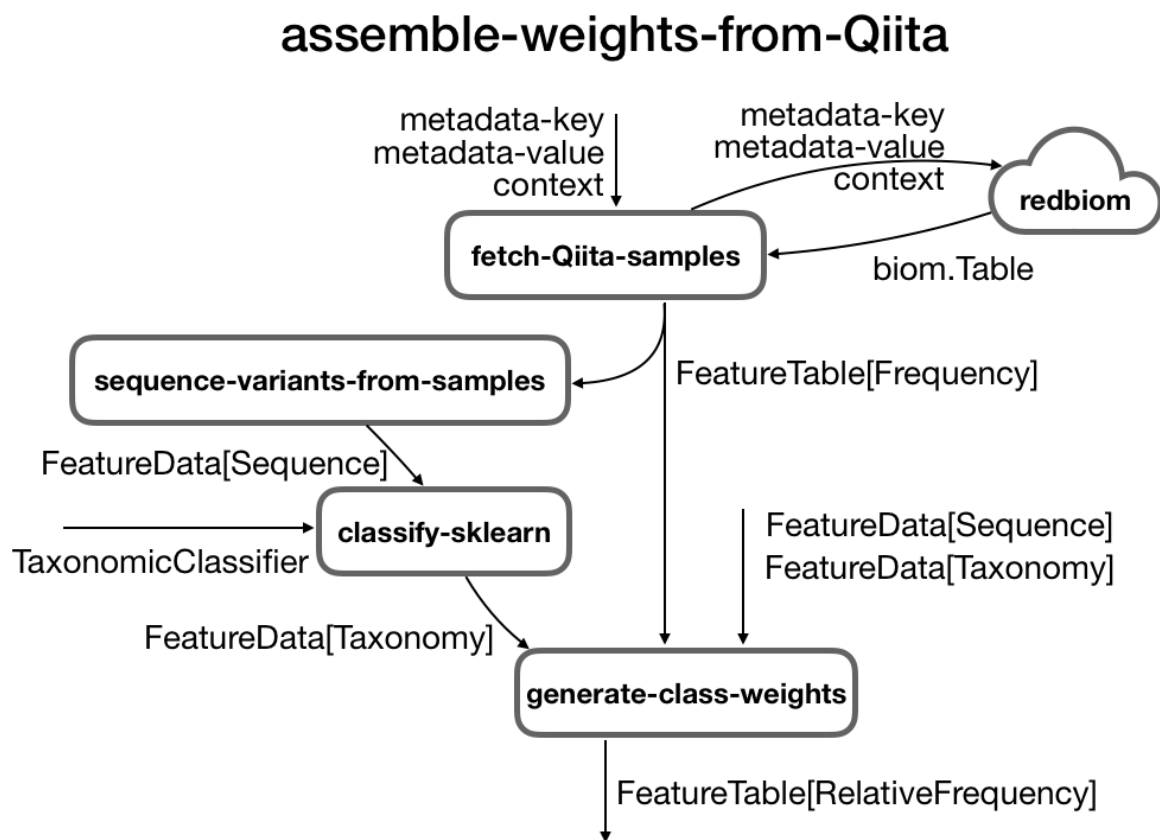 assemble-weights-from-Qiita
metadata-key
metadata-value
context
metadata-key
metadata-value
context
redbiom
fetch-Qiita-samples
biom.Table
sequence-variants-from-samples
FeatureTable[Frequency]
FeatureData[Sequence]
classify-sklearn
TaxonomicClassifier
FeatureData[Sequence]
FeatureData[Taxonomy]
FeatureData[Taxonomy]
generate-class-weights
FeatureTable[RelativeFrequency]